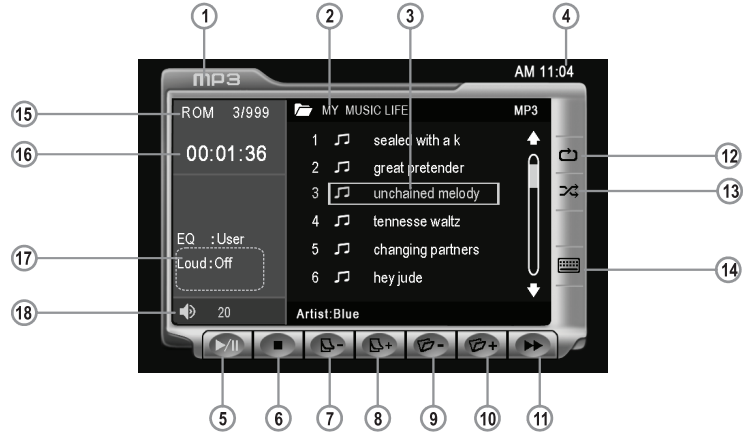 1 2 3 4
AM 11:04
mp3
15 ROM 3/999
MY MUSIC LIFE MP3
16 00:01:36
1 sealed with a k
2 great pretender
3 unchained melody
4 tennesse waltz
5 changing partners
6 hey jude
12
13
14
EQ :User
17 Loud:Off
18 20
Artist:Blue
- + - +
5 6 7 8 9 10 11